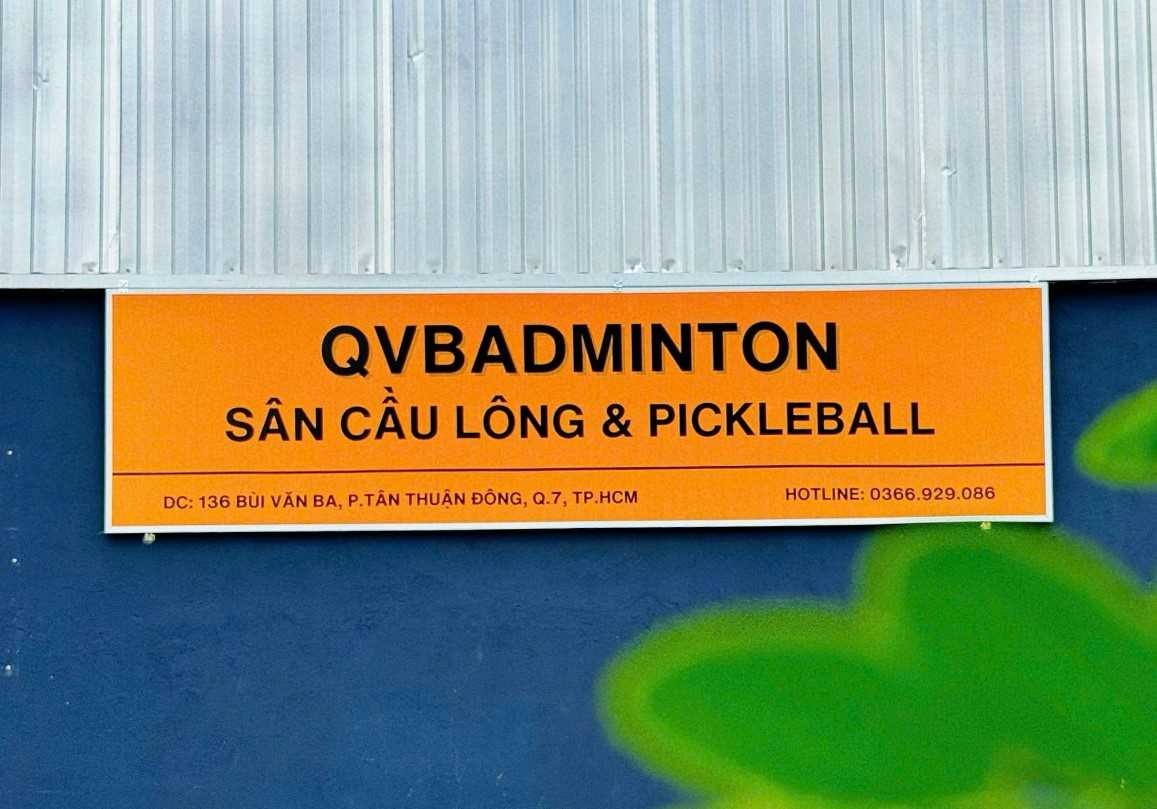 QVBADMINTON
SÂN CẦU LÔNG & PICKLEBALL
DC: 136 BÙI VĂN BA, P.TÂN THUẬN ĐÔNG, Q.7, TP.HCM
HOTLINE: 0366.929.086